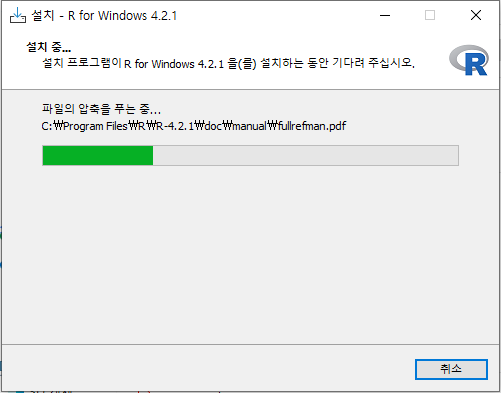 설치 - R for Windows 4.2.1
설치 중...
설치 프로그램이 R for Windows 4.2.1 을(를) 설치하는 동안 기다려 주십시오.
R
파일의 압축을 푸는 중...
C:₩Program Files₩R₩R-4.2.1₩doc₩manual₩fullrefman.pdf
취소